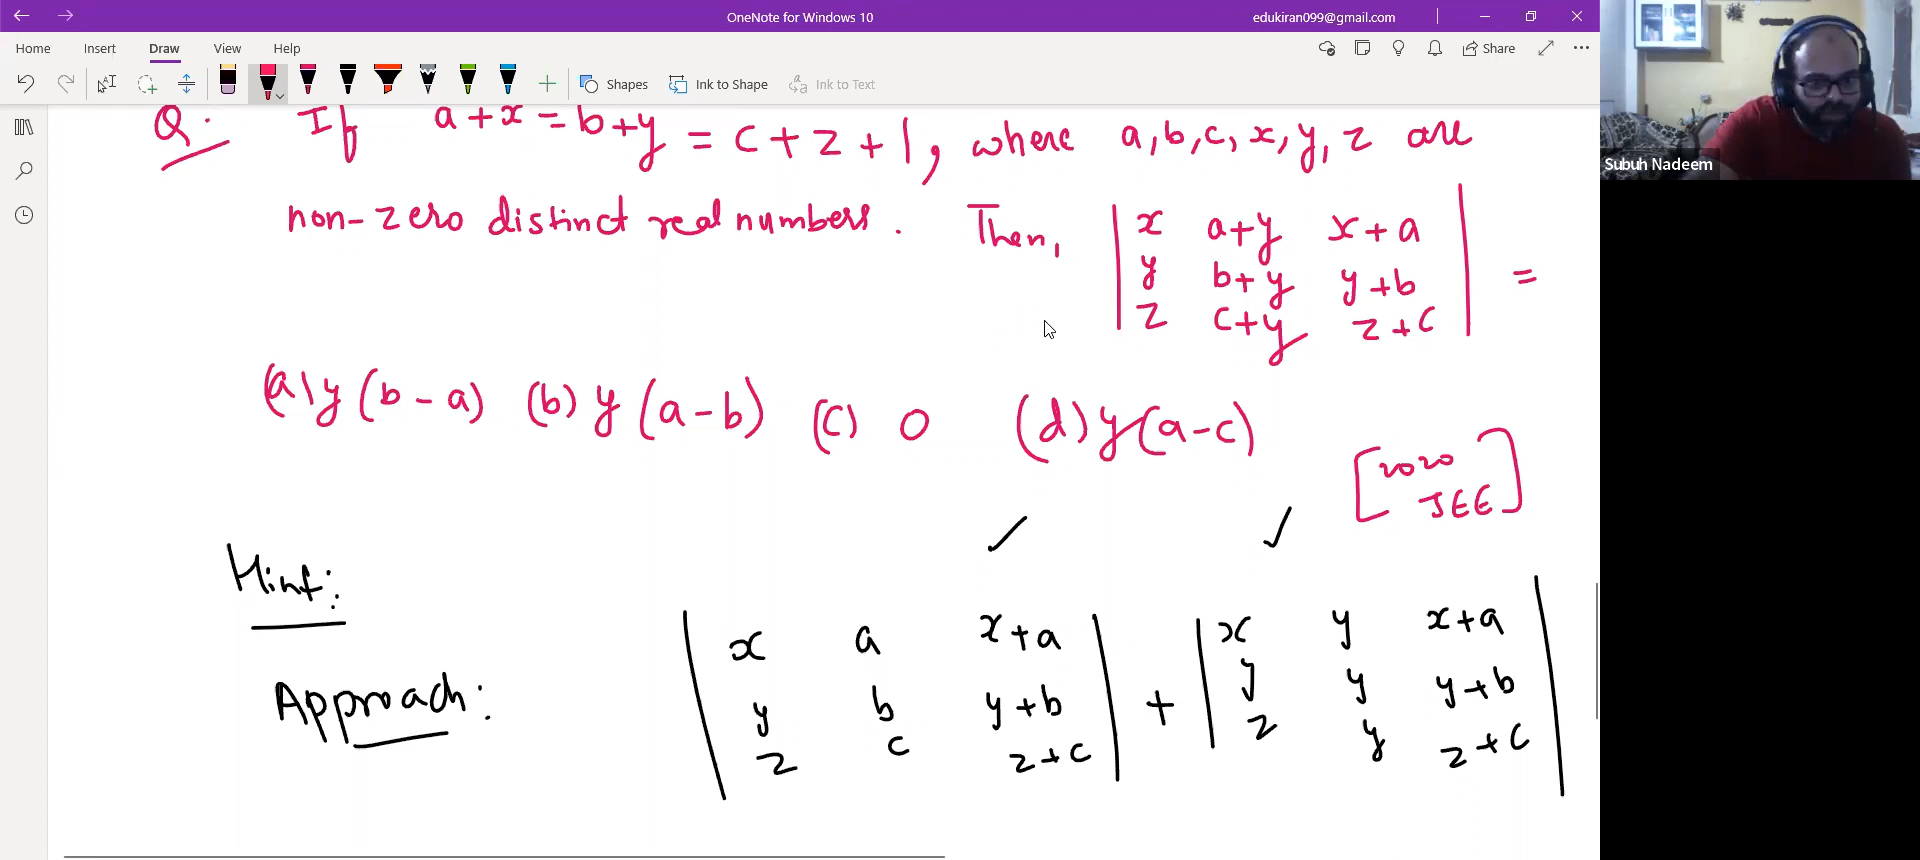 OneNote for Windows 10
edukiran099@gmail.com
Home Insert Draw View Help
Share
Shapes Ink to Shape Ink to Text
Subuh Nadeem
Q. If a+x=b+y = c+z+1, where a,b,c,x,y,z are
non-zero distinct real numbers. Then,
x a+y x+a
y b+y y+b =
z c+y z+c
(a) y(b-a) (b) y(a-b) (c) 0 (d) y(a-c)
[2020
JEE]
Hint:
Approach:
x a x+a x y x+a
y b y+b + y y y+b
z c z+c z y z+c